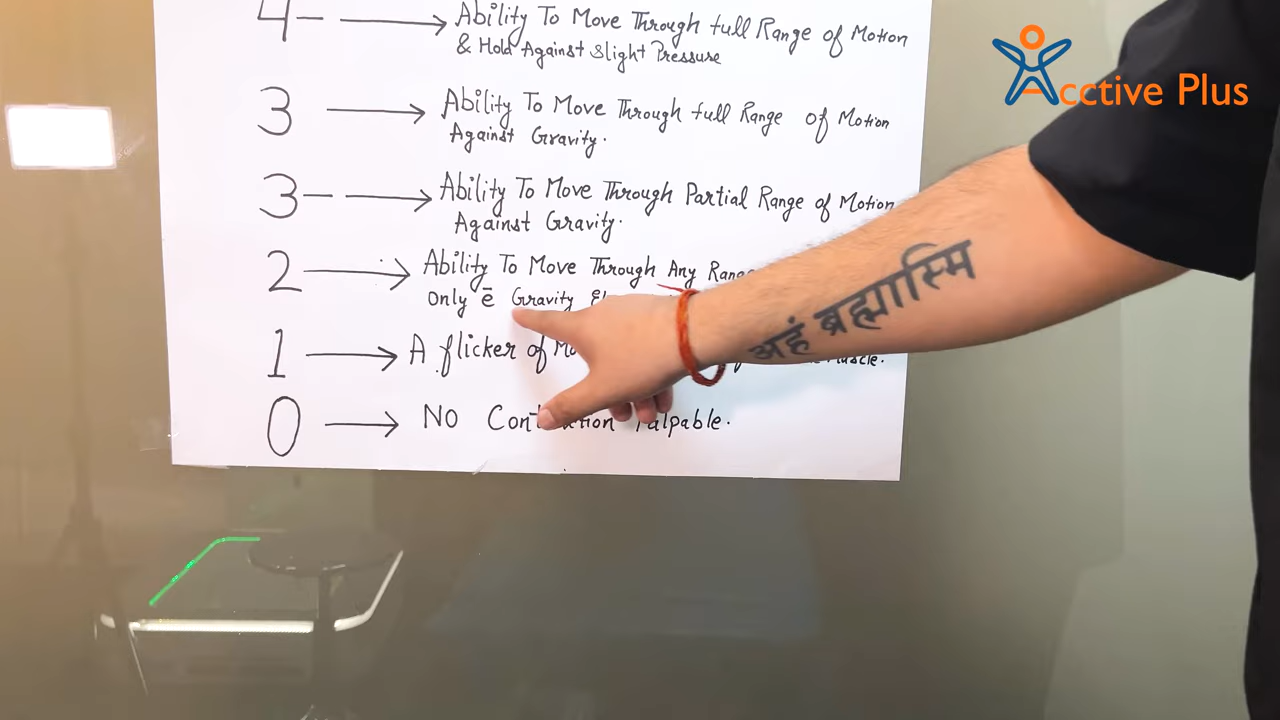 4- → Ability To Move Through full Range of Motion
& Hold Against Slight Pressure
3 → Ability To Move Through full Range of Motion
Against Gravity.
3- → Ability To Move Through Partial Range of Motion
Against Gravity.
2 → Ability To Move Through Any Range
Only ē Gravity
1 → A flicker of Muscle.
0 → No Palpable.
Acctive Plus
अहं ब्रह्मास्मि